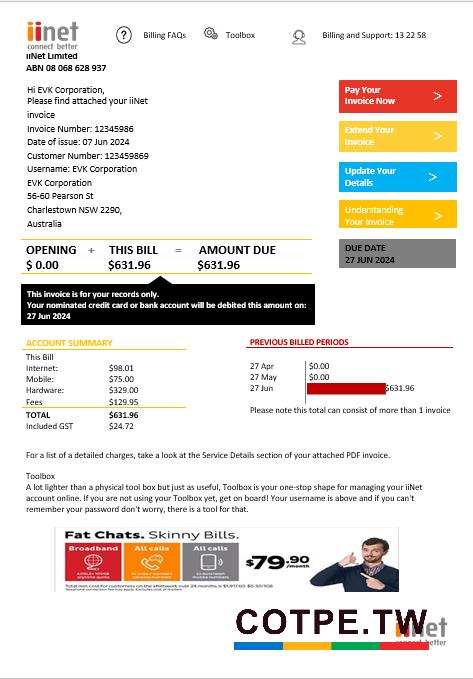 iinet
connect better
Billing FAQs
Toolbox
Billing and Support: 13 22 58
iiNet Limited
ABN 08 068 628 937
Hi EVK Corporation,
Please find attached your iiNet
invoice
Invoice Number: 12345986
Date of issue: 07 Jun 2024
Customer Number: 123459869
Username: EVK Corporation
EVK Corporation
56-60 Pearson St
Charlestown NSW 2290,
Australia
Pay Your
Invoice Now >
Extend Your
Invoice >
Update Your
Details >
Understanding
Your Invoice >
OPENING + THIS BILL = AMOUNT DUE
$ 0.00 $631.96 $631.96
DUE DATE
27 JUN 2024
This invoice is for your records only.
Your nominated credit card or bank account will be debited this amount on:
27 Jun 2024
ACCOUNT SUMMARY
This Bill
Internet: $98.01
Mobile: $75.00
Hardware: $329.00
Fees $129.95
TOTAL $631.96
Included GST $24.72
PREVIOUS BILLED PERIODS
27 Apr $0.00
27 May $0.00
27 Jun $631.96
Please note this total can consist of more than 1 invoice
For a list of detailed charges, take a look at the Service Details section of your attached PDF invoice.
Toolbox
A lot lighter than a physical tool box but just as useful, Toolbox is your one-stop shape for managing your iiNet
account online. If you are not using your Toolbox yet, get on board! Your username is above and if you can't
remember your password don't worry, there is a tool for that.
Fat Chats. Skinny Bills.
Broadband
All calls
All calls
$79.90
/month
COTPE.TW
iinet
connect better